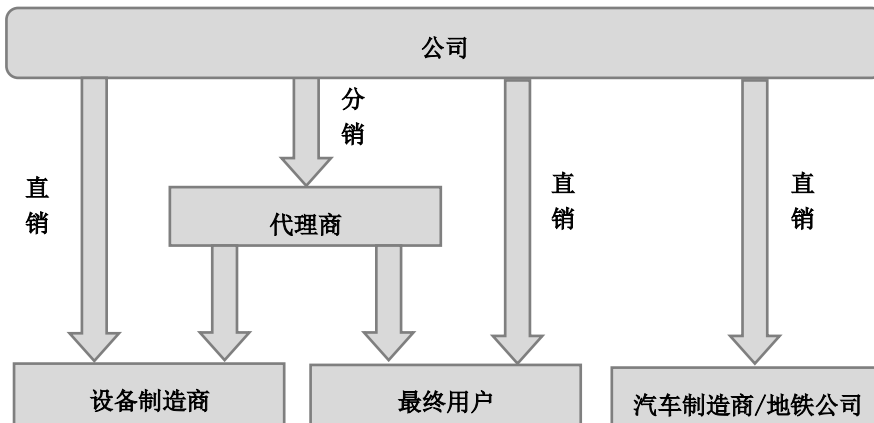 公司
分销
直销
直销
直销
代理商
设备制造商
最终用户
汽车制造商/地铁公司